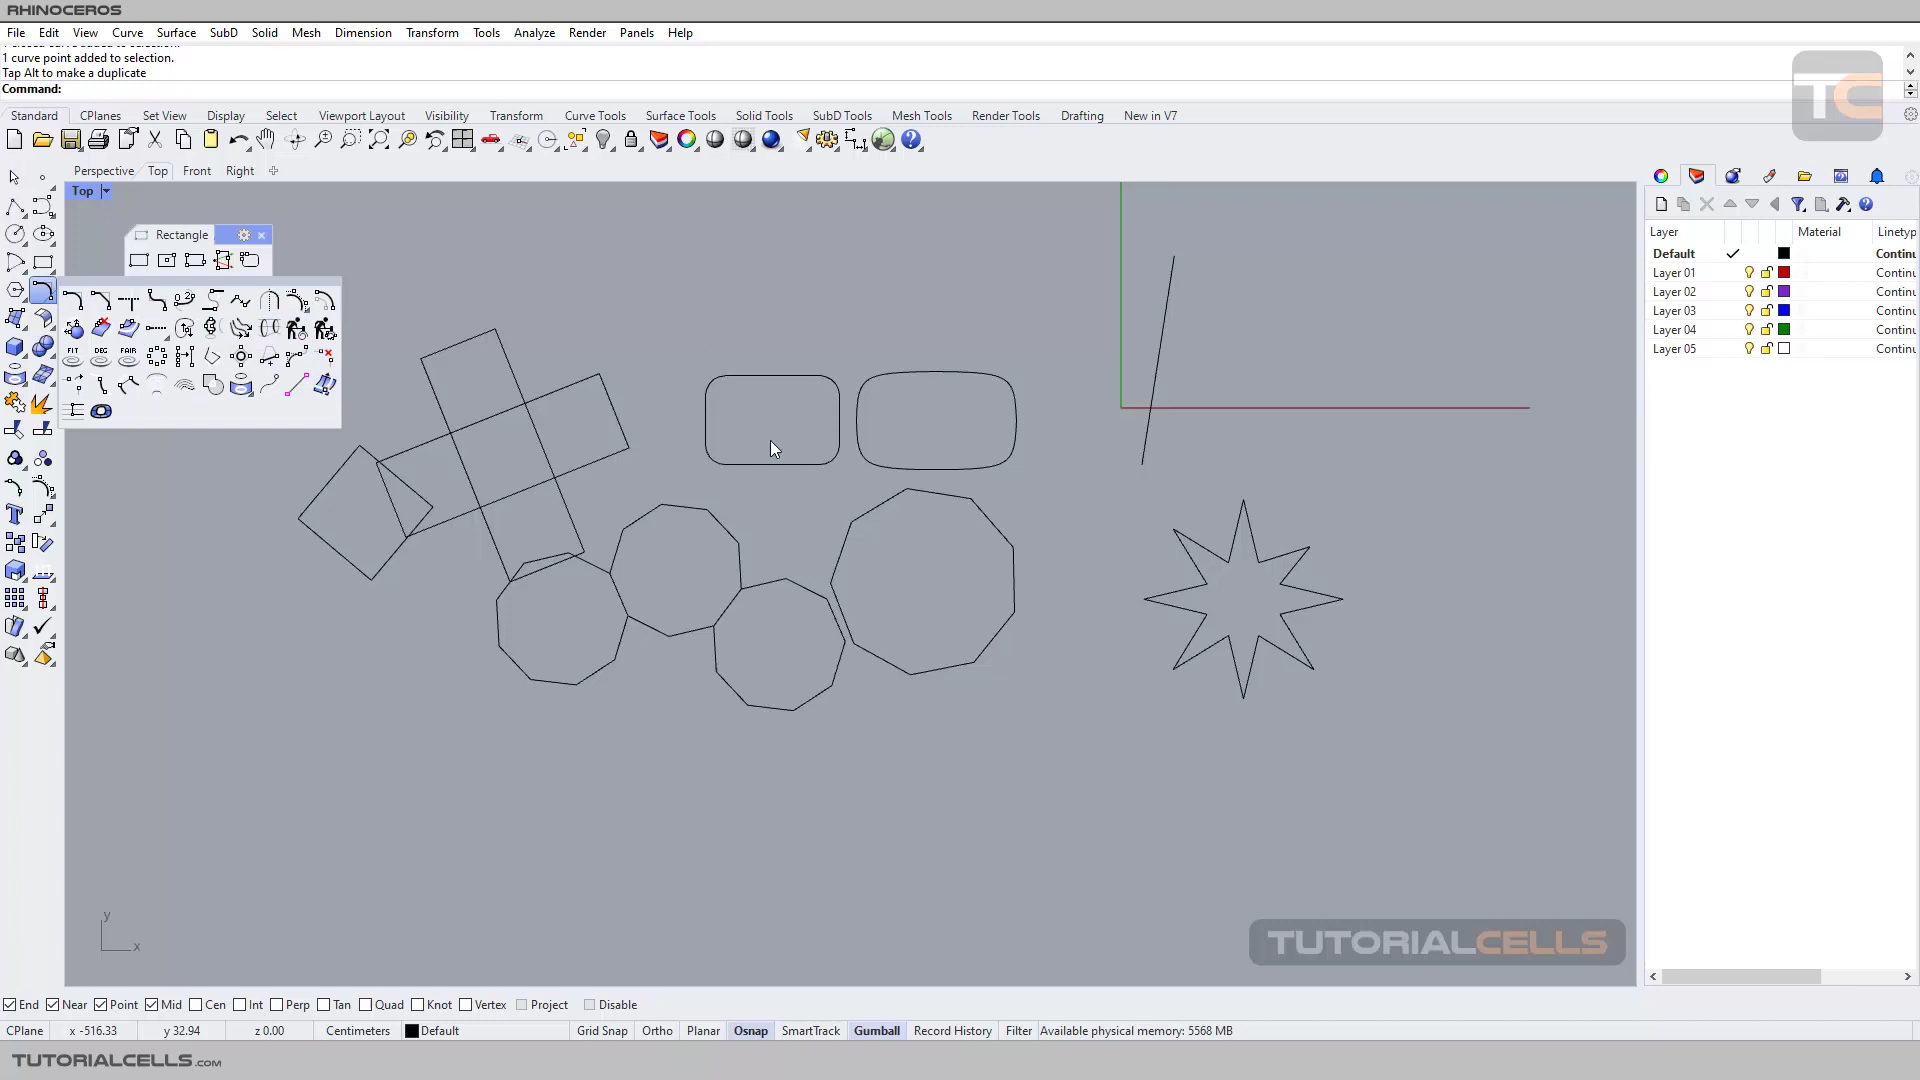 RHINOCEROS
File Edit View Curve Surface SubD Solid Mesh Dimension Transform Tools Analyze Render Panels Help
1 curve point added to selection.
Tap Alt to make a duplicate
Command:
TC
Standard CPlanes Set View Display Select Viewport Layout Visibility Transform Curve Tools Surface Tools Solid Tools SubD Tools Mesh Tools Render Tools Drafting New in V7
Perspective Top Front Right
Top
Rectangle
Layer Material Linetyp
Default Continu
Layer 01 Continu
Layer 02 Continu
Layer 03 Continu
Layer 04 Continu
Layer 05 Continu
FIT DEG FAIR
y
x
TUTORIALCELLS
End Near Point Mid Cen Int Perp Tan Quad Knot Vertex Project Disable
CPlane x -516.33 y 32.94 z 0.00 Centimeters Default Grid Snap Ortho Planar Osnap SmartTrack Gumball Record History Filter Available physical memory: 5568 MB
TUTORIALCELLS.COM